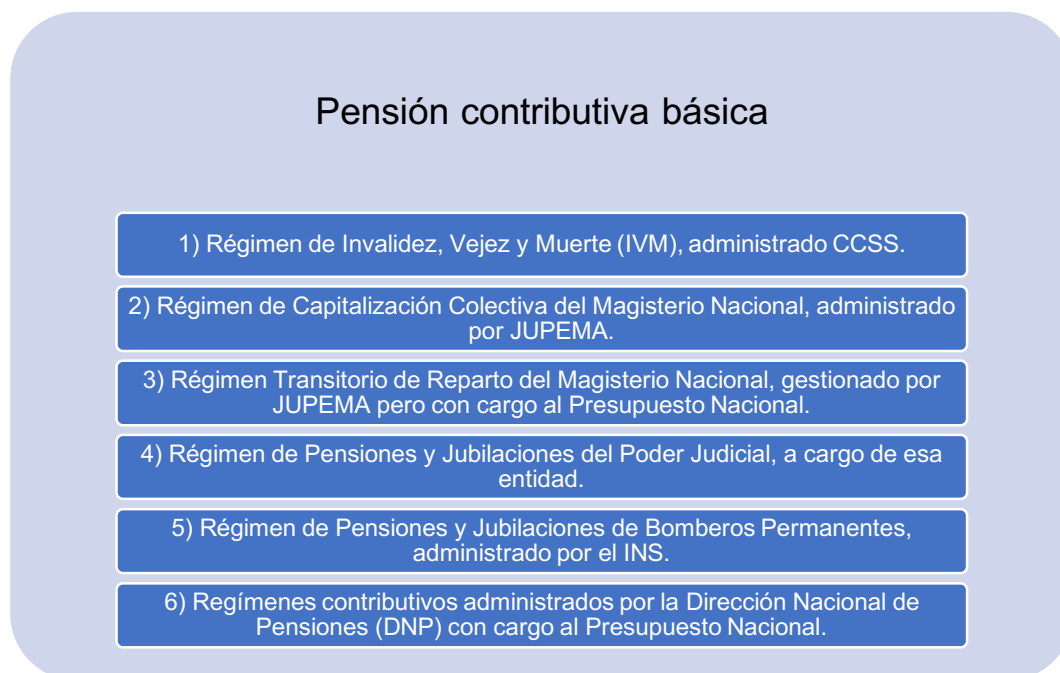 Pensión contributiva básica
1) Régimen de Invalidez, Vejez y Muerte (IVM), administrado CCSS.
2) Régimen de Capitalización Colectiva del Magisterio Nacional, administrado
por JUPEMA.
3) Régimen Transitorio de Reparto del Magisterio Nacional, gestionado por
JUPEMA pero con cargo al Presupuesto Nacional.
4) Régimen de Pensiones y Jubilaciones del Poder Judicial, a cargo de esa
entidad.
5) Régimen de Pensiones y Jubilaciones de Bomberos Permanentes,
administrado por el INS.
6) Regímenes contributivos administrados por la Dirección Nacional de
Pensiones (DNP) con cargo al Presupuesto Nacional.